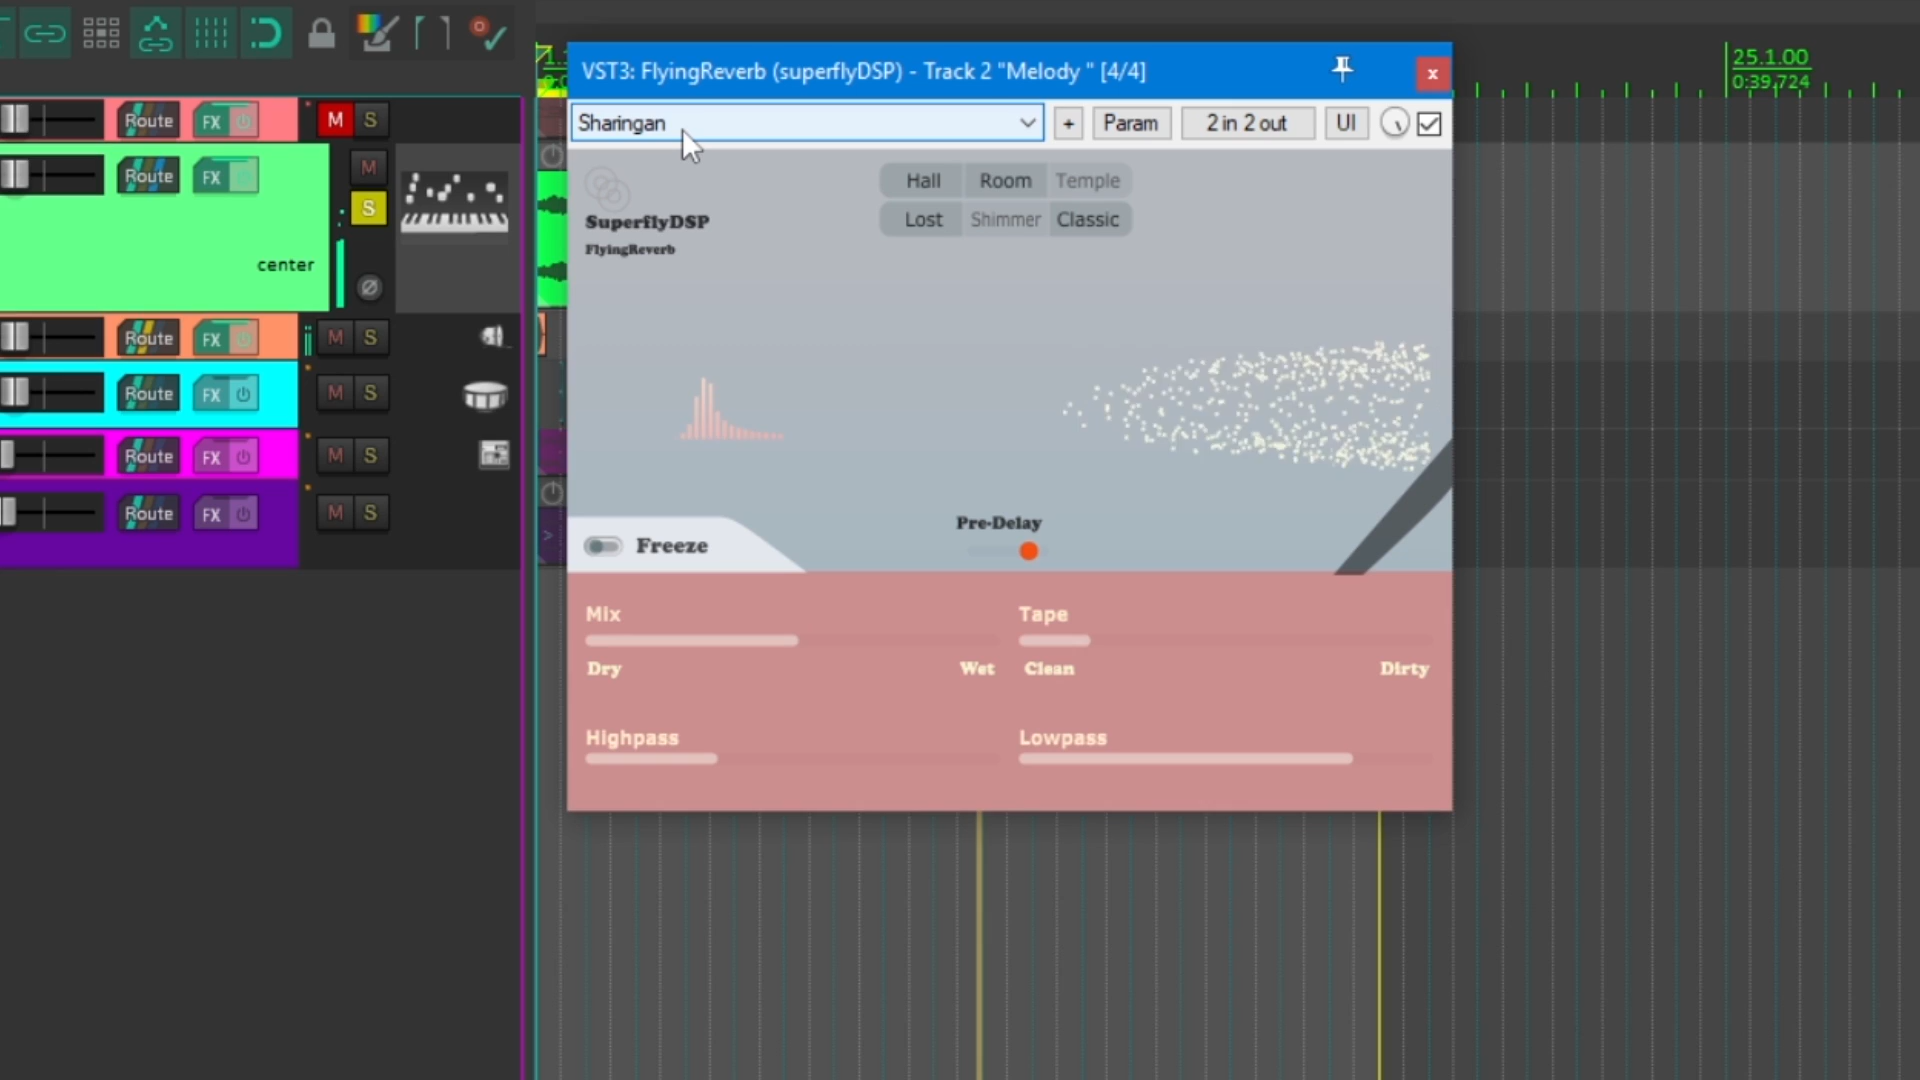 VST3: FlyingReverb (superflyDSP) - Track 2 "Melody " [4/4]
x
25.1.00
0:39,724
Sharingan
+
Param
2 in 2 out
UI
Route
FX
M
S
Route
FX
M
S
center
Route
FX
M
S
Route
FX
M
S
Route
FX
M
S
Route
FX
M
S
SuperflyDSP
FlyingReverb
Hall
Room
Temple
Lost
Shimmer
Classic
Freeze
Pre-Delay
Mix
Tape
Dry
Wet
Clean
Dirty
Highpass
Lowpass